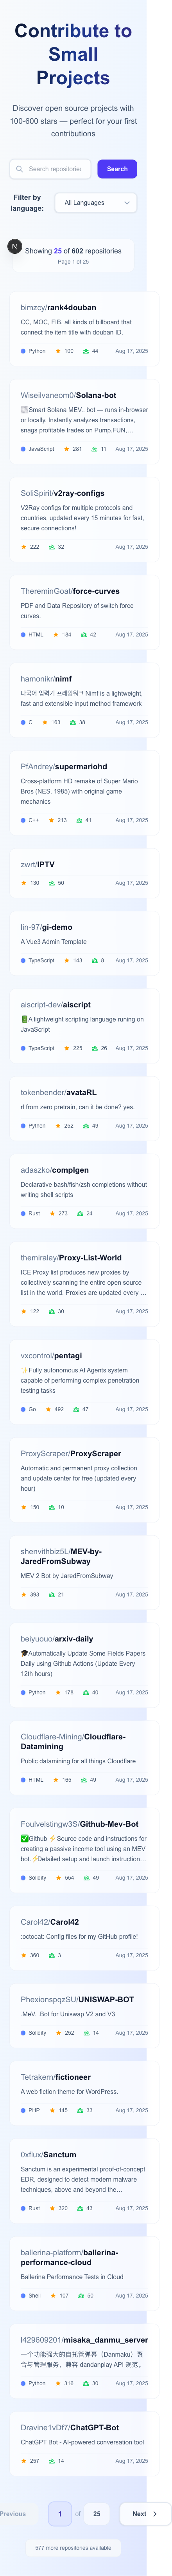 Contribute to
Small
Projects
Discover open source projects with
100-600 stars — perfect for your first
contributions
Search repositories
Search
Filter by
language:
All Languages
N
Showing 25 of 602 repositories
Page 1 of 25
bimzcy/rank4douban
CC, MOC, FIB, all kinds of billboard that
connect the item title with douban ID.
Python 100 44 Aug 17, 2025
Wiseilvaneom0/Solana-bot
Smart Solana MEV.. bot — runs in-browser
or locally. Instantly analyzes transactions,
snags profitable trades on Pump.FUN,…
JavaScript 281 11 Aug 17, 2025
SoliSpirit/v2ray-configs
V2Ray configs for multiple protocols and
countries, updated every 15 minutes for fast,
secure connections!
222 32 Aug 17, 2025
ThereminGoat/force-curves
PDF and Data Repository of switch force
curves.
HTML 184 42 Aug 17, 2025
hamonikr/nimf
다국어 입력기 프레임워크 Nimf is a lightweight,
fast and extensible input method framework
C 163 38 Aug 17, 2025
PfAndrey/supermariohd
Cross-platform HD remake of Super Mario
Bros (NES, 1985) with original game
mechanics
C++ 213 41 Aug 17, 2025
zwrt/IPTV
130 50 Aug 17, 2025
lin-97/gi-demo
A Vue3 Admin Template
TypeScript 143 8 Aug 17, 2025
aiscript-dev/aiscript
A lightweight scripting language runing on
JavaScript
TypeScript 225 26 Aug 17, 2025
tokenbender/avataRL
rl from zero pretrain, can it be done? yes.
Python 252 49 Aug 17, 2025
adaszko/complgen
Declarative bash/fish/zsh completions without
writing shell scripts
Rust 273 24 Aug 17, 2025
themiralay/Proxy-List-World
ICE Proxy list produces new proxies by
collectively scanning the entire open source
list in the world. Proxies are updated every …
122 30 Aug 17, 2025
vxcontrol/pentagi
✨ Fully autonomous AI Agents system
capable of performing complex penetration
testing tasks
Go 492 47 Aug 17, 2025
ProxyScraper/ProxyScraper
Automatic and permanent proxy collection
and update center for free (updated every
hour)
150 10 Aug 17, 2025
shenvithbiz5L/MEV-by-
JaredFromSubway
MEV 2 Bot by JaredFromSubway
393 21 Aug 17, 2025
beiyuouo/arxiv-daily
🎓Automatically Update Some Fields Papers
Daily using Github Actions (Update Every
12th hours)
Python 178 40 Aug 17, 2025
Cloudflare-Mining/Cloudflare-
Datamining
Public datamining for all things Cloudflare
HTML 165 49 Aug 17, 2025
Foulvelstingw3S/Github-Mev-Bot
✅Github ⚡Source code and instructions for
creating a passive income tool using an MEV
bot. ⚡Detailed setup and launch instruction…
Solidity 554 49 Aug 17, 2025
Carol42/Carol42
:octocat: Config files for my GitHub profile!
360 3 Aug 17, 2025
PhexionspqzSU/UNISWAP-BOT
.MeV. .Bot for Uniswap V2 and V3
Solidity 252 14 Aug 17, 2025
Tetrakern/fictioneer
A web fiction theme for WordPress.
PHP 145 33 Aug 17, 2025
0xflux/Sanctum
Sanctum is an experimental proof-of-concept
EDR, designed to detect modern malware
techniques, above and beyond the…
Rust 320 43 Aug 17, 2025
ballerina-platform/ballerina-
performance-cloud
Ballerina Performance Tests in Cloud
Shell 107 50 Aug 17, 2025
l429609201/misaka_danmu_server
一个功能强大的自托管弹幕（Danmaku）聚
合与管理服务，兼容 dandanplay API 规范。
Python 316 30 Aug 17, 2025
Dravine1vDf7/ChatGPT-Bot
ChatGPT Bot - AI-powered conversation tool
257 14 Aug 17, 2025
Previous 1 of 25 Next
577 more repositories available